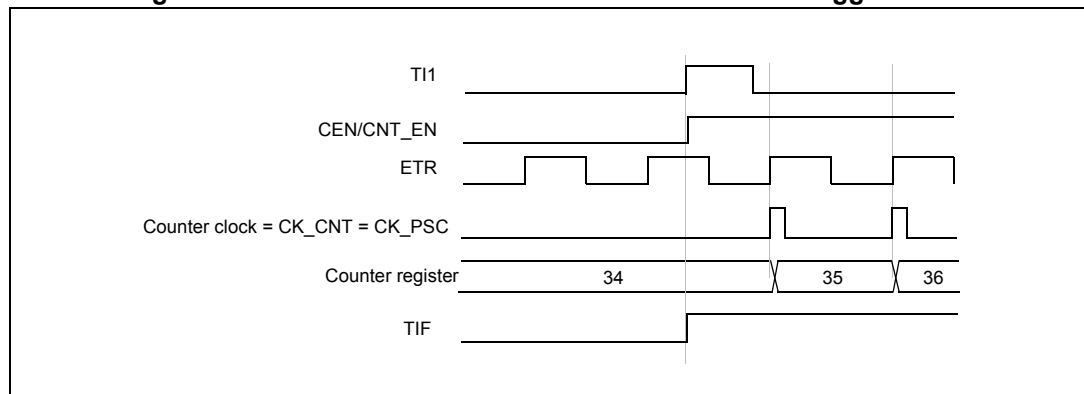 TI1
CEN/CNT_EN
ETR
Counter clock = CK_CNT = CK_PSC
Counter register 34 35 36
TIF